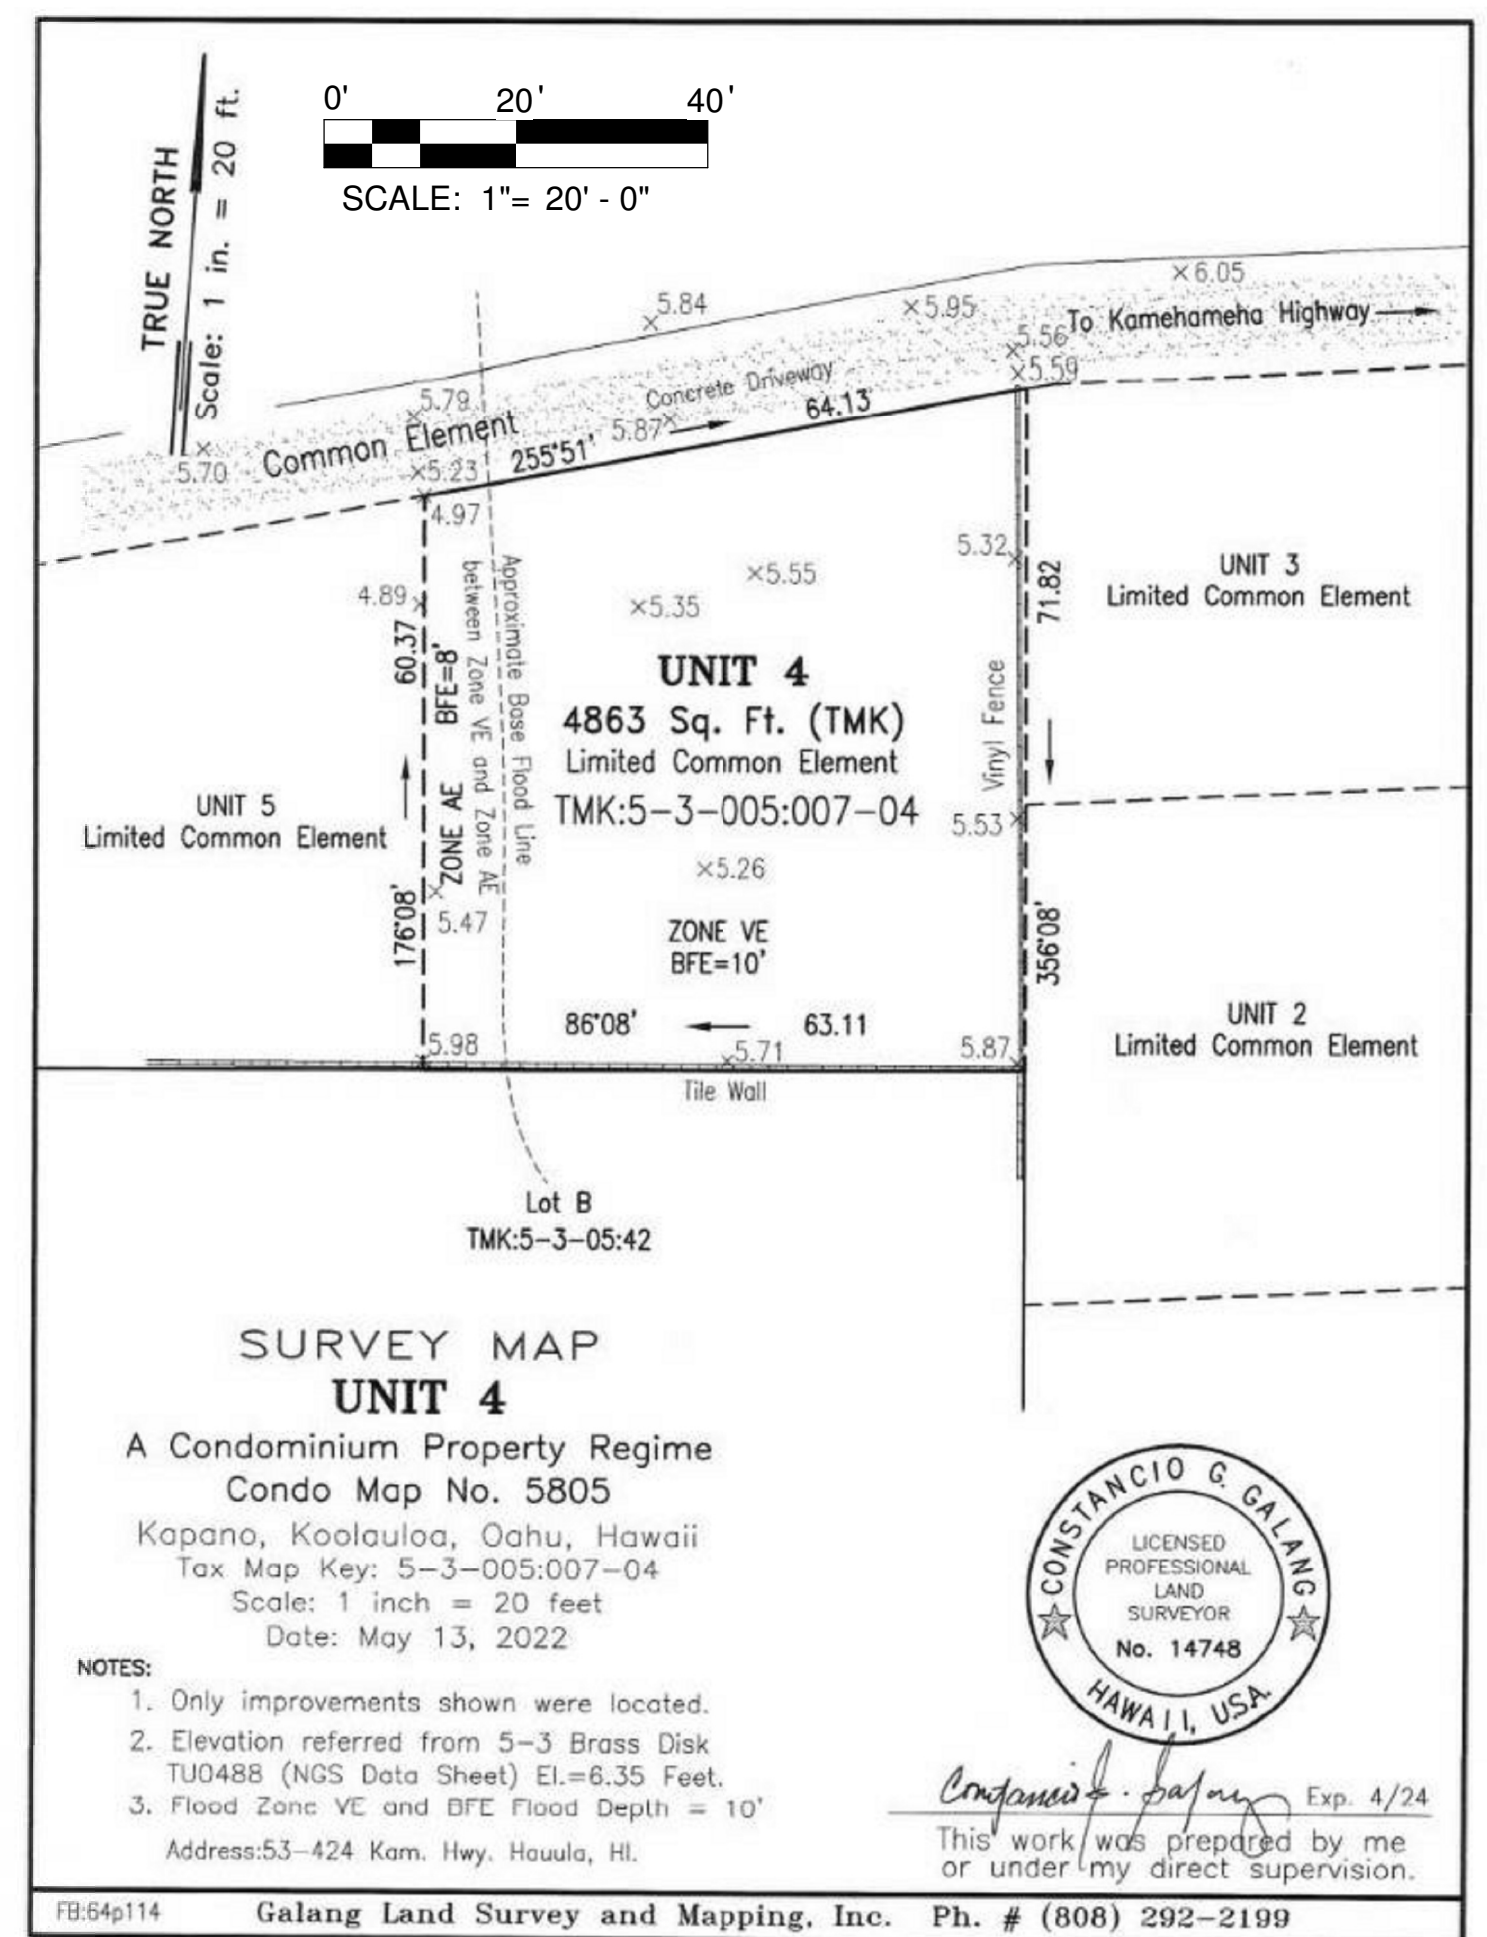 TRUE NORTH
Scale: 1 in. = 20 ft.
0' 20' 40'
SCALE: 1"= 20' - 0"
6.05
5.84
5.95
5.56
To Kamehameha Highway
5.59
Concrete Driveway
64.13
5.79
5.87
Common Element
255°51'
5.70
5.23
4.97
5.32
5.55
4.89
5.35
60.37
BFE=8'
ZONE AE
176°08'
Approximate Base Flood Line
between Zone VE and Zone AE
UNIT 4
4863 Sq. Ft. (TMK)
Limited Common Element
TMK:5-3-005:007-04
Vinyl Fence
71.82
356°08'
UNIT 3
Limited Common Element
UNIT 5
Limited Common Element
5.53
5.26
5.47
ZONE VE
BFE=10'
86°08' 63.11
5.98
5.71
5.87
UNIT 2
Limited Common Element
Tile Wall
Lot B
TMK:5-3-05:42
SURVEY MAP
UNIT 4
A Condominium Property Regime
Condo Map No. 5805
Kapano, Koolauloa, Oahu, Hawaii
Tax Map Key: 5-3-005:007-04
Scale: 1 inch = 20 feet
Date: May 13, 2022
NOTES:
1. Only improvements shown were located.
2. Elevation referred from 5-3 Brass Disk
TU0488 (NGS Data Sheet) El.=6.35 Feet.
3. Flood Zone VE and BFE Flood Depth = 10'
Address:53-424 Kam. Hwy. Hauula, HI.
CONSTANCIO G. GALANG
LICENSED
PROFESSIONAL
LAND
SURVEYOR
No. 14748
HAWAII, U.S.A.
Exp. 4/24
This work was prepared by me
or under my direct supervision.
FB:64p114 Galang Land Survey and Mapping, Inc. Ph. # (808) 292-2199